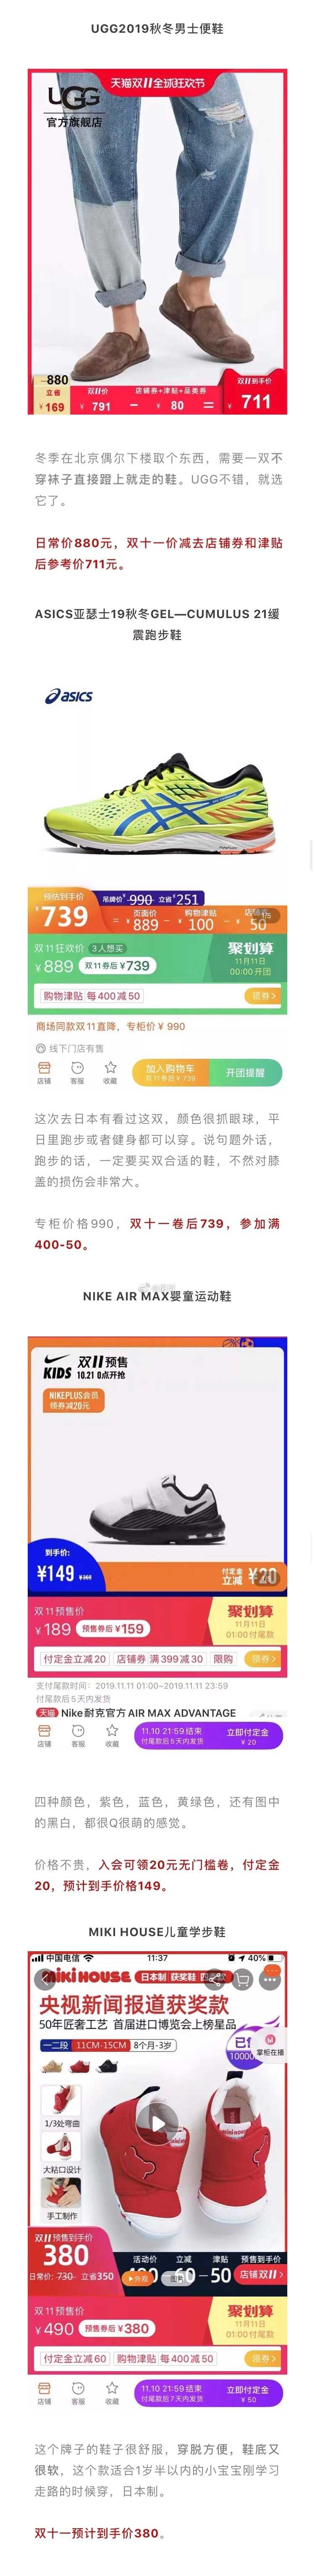 UGG2019秋冬男士便鞋
天猫双11全球狂欢节
UGG
官方旗舰店
880
立省
¥169
双11价
¥ 791
－
店铺券+津贴+品类券
¥ 80
＝
双11到手价
¥ 711
冬季在北京偶尔下楼取个东西，需要一双不
穿袜子直接蹬上就走的鞋。UGG不错，就选
它了。
日常价880元，双十一价减去店铺券和津贴
后参考价711元。
ASICS亚瑟士19秋冬GEL—CUMULUS 21缓
震跑步鞋
asics
预估到手价
¥739
吊牌价¥990 立省¥251
页面价
＝ 889
购物津贴
－ 100
－ 50
1/5
双11狂欢价 3人想买
¥889 双11券后¥739
聚划算
11月11日
00:00 开团
购物津贴 每400减50
领券>
商场同款双11直降，专柜价¥ 990
线下门店有售
店铺
客服
收藏
加入购物车
双11券后¥ 739
开团提醒
这次去日本有看过这双，颜色很抓眼球，平
日里跑步或者健身都可以穿。说句题外话，
跑步的话，一定要买双合适的鞋，不然对膝
盖的损伤会非常大。
专柜价格990，双十一卷后739，参加满
400-50。
NIKE AIR MAX婴童运动鞋
KIDS
双11预售
10.21 0点开抢
NIKEPLUS会员
领券减20元
到手价:
¥149
付定金
立减 ¥20
双11预售价
¥189 预售券后¥159
聚划算
11月11日
01:00付尾款
付定金立减20
店铺券 满399减30
限购
领券>
支付尾款时间：2019.11.11 01:00~2019.11.11 23:59
付尾款后5天内发货
天猫 Nike 耐克官方 AIR MAX ADVANTAGE
店铺
客服
收藏
11.10 21:59 结束
付尾款后5天内发货
立即付定金
¥ 20
四种颜色，紫色，蓝色，黄绿色，还有图中
的黑白，都很Q很萌的感觉。
价格不贵，入会可领20元无门槛卷，付定金
20，预计到手价格149。
MIKI HOUSE儿童学步鞋
中国电信
11:37
40%
miki HOUSE
日本制 获奖鞋
央视新闻报道获奖款
50年匠奢工艺 首届进口博览会上榜星品
一二段 11CM-15CM 8个月-3岁
10000
掌柜在播
1/3处弯曲
大粘口设计
手工制作
双11预售到手价
380
日常价: 730 立省350
活动价
立减
60
津贴
－50
预售到手价
店铺双11>
外观
图片
双11预售价
¥490 预售券后¥380
聚划算
11月11日
01:00付尾款
付定金立减60
购物津贴 每400减50
领券>
店铺
客服
收藏
11.10 21:59 结束
付尾款后7天内发货
立即付定金
¥ 50
这个牌子的鞋子很舒服，穿脱方便，鞋底又
很软，这个款适合1岁半以内的小宝宝刚学习
走路的时候穿，日本制。
双十一预计到手价380。